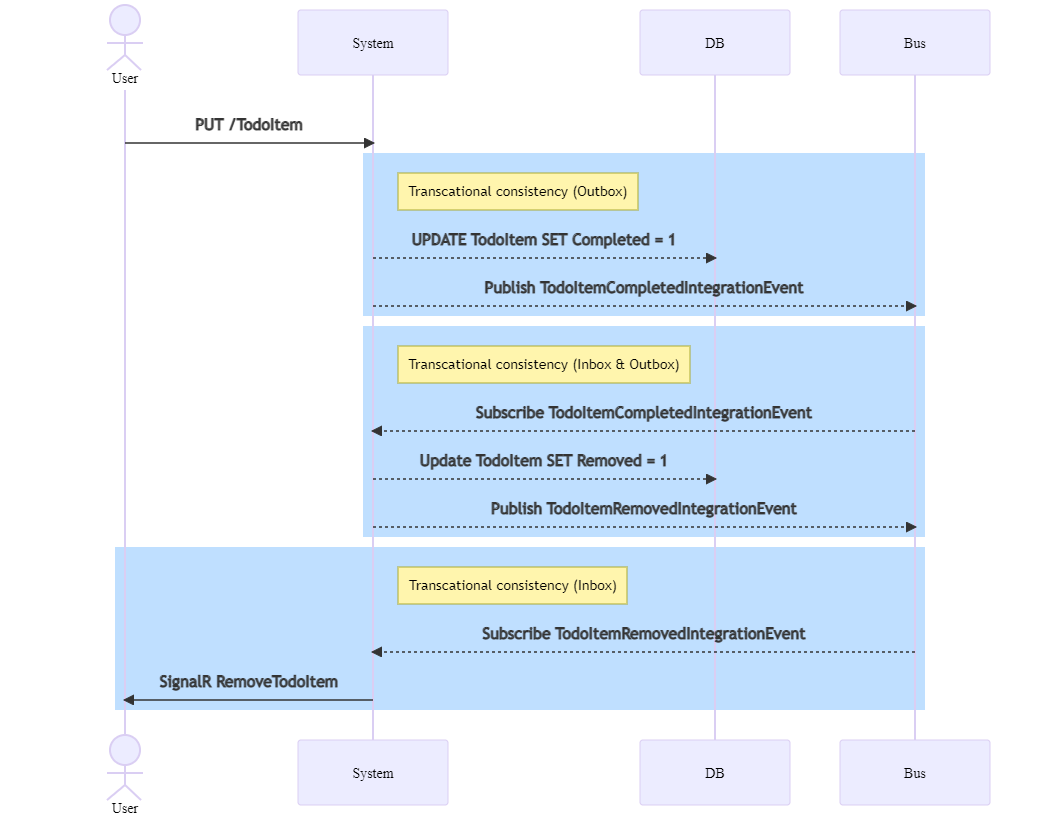 System
DB
Bus
User
PUT /TodoItem
Transcational consistency (Outbox)
UPDATE TodoItem SET Completed = 1
Publish TodoItemCompletedIntegrationEvent
Transcational consistency (Inbox & Outbox)
Subscribe TodoItemCompletedIntegrationEvent
Update TodoItem SET Removed = 1
Publish TodoItemRemovedIntegrationEvent
Transcational consistency (Inbox)
Subscribe TodoItemRemovedIntegrationEvent
SignalR RemoveTodoItem
System
DB
Bus
User